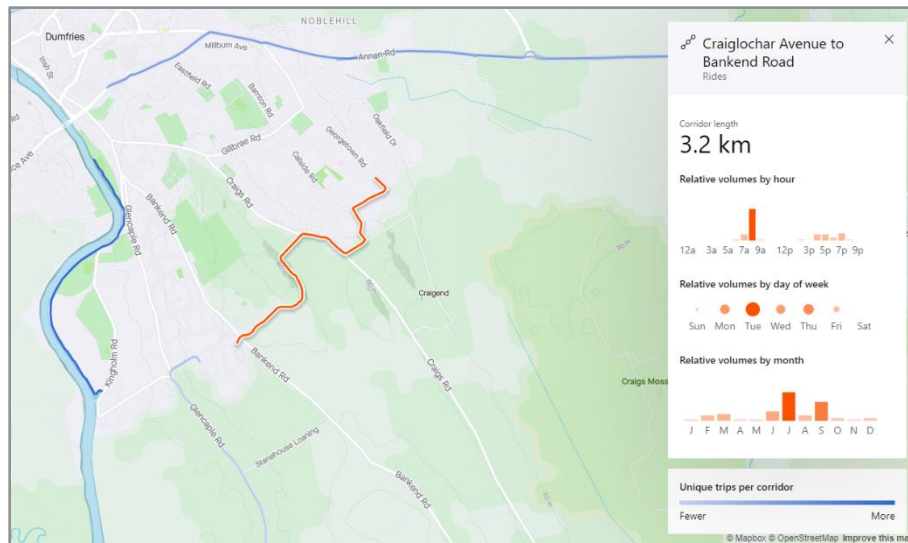 NOBLEHILL
Dumfries
Irish St
Millburn Ave
Annan Rd
Eastfield Rd
Barnton Rd
Oakfield Dr
Georgetown Rd
Gillbrae Rd
Calside Rd
Craigs Rd
Bankend Rd
Glencaple Rd
Craigend
Kingholm Rd
Bankend Rd
Craigs Rd
Craigs Moss
Glencaple Rd
Stanehouse Loaning
Bankend Rd
Craiglochar Avenue to
Bankend Road
Rides
Corridor length
3.2 km
Relative volumes by hour
12a 3a 5a 7a 9a 12p 3p 5p 7p 9p
Relative volumes by day of week
Sun Mon Tue Wed Thu Fri Sat
Relative volumes by month
J F M A M J J A S O N D
Unique trips per corridor
Fewer More
© Mapbox © OpenStreetMap Improve this ma